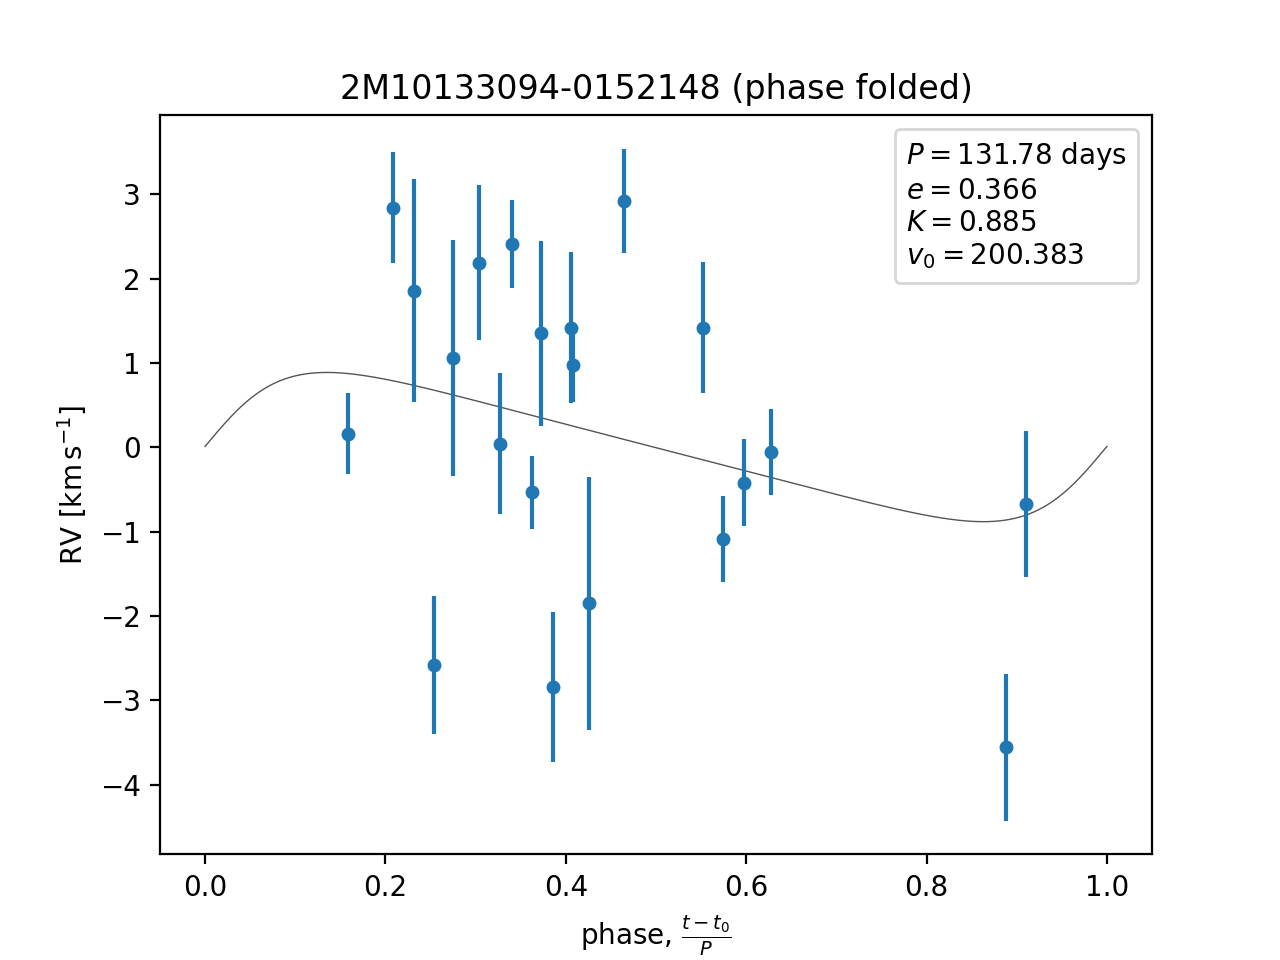 2M10133094-0152148 (phase folded)
P = 131.78 days
e = 0.366
K = 0.885
v₀ = 200.383
RV [km s⁻¹]
3
2
1
0
−1
−2
−3
−4
0.0 0.2 0.4 0.6 0.8 1.0
phase, (t − t₀)/P